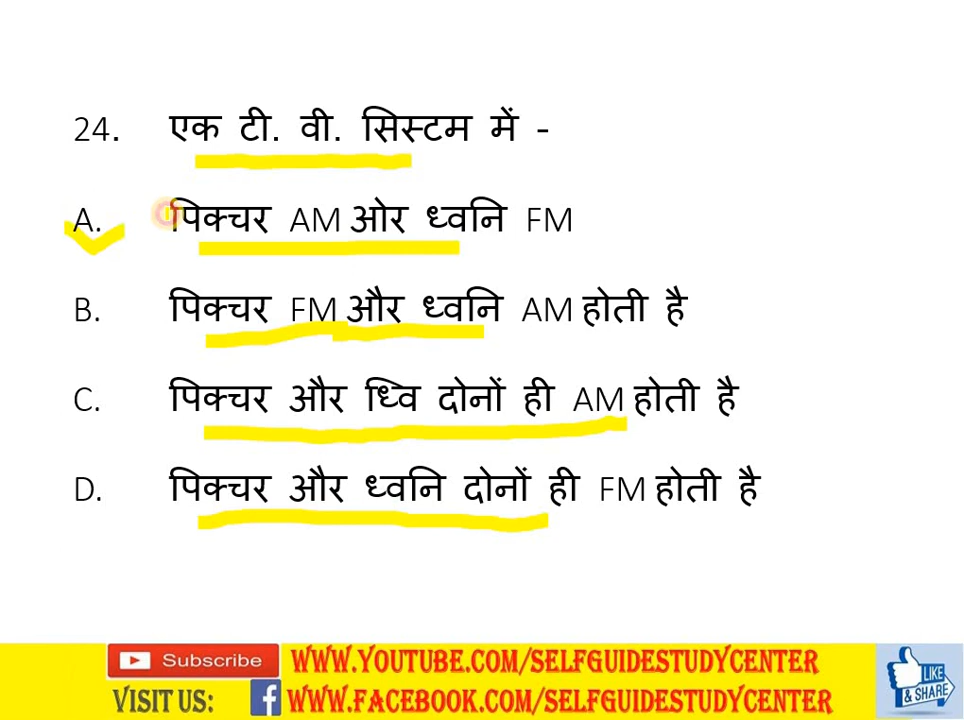 24. एक टी. वी. सिस्टम में -
A. पिक्चर AM ओर ध्वनि FM
B. पिक्चर FM और ध्वनि AM होती है
C. पिक्चर और ध्वि दोनों ही AM होती है
D. पिक्चर और ध्वनि दोनों ही FM होती है
Subscribe WWW.YOUTUBE.COM/SELFGUIDESTUDYCENTER
VISIT US: f WWW.FACEBOOK.COM/SELFGUIDESTUDYCENTER
LIKE
& SHARE